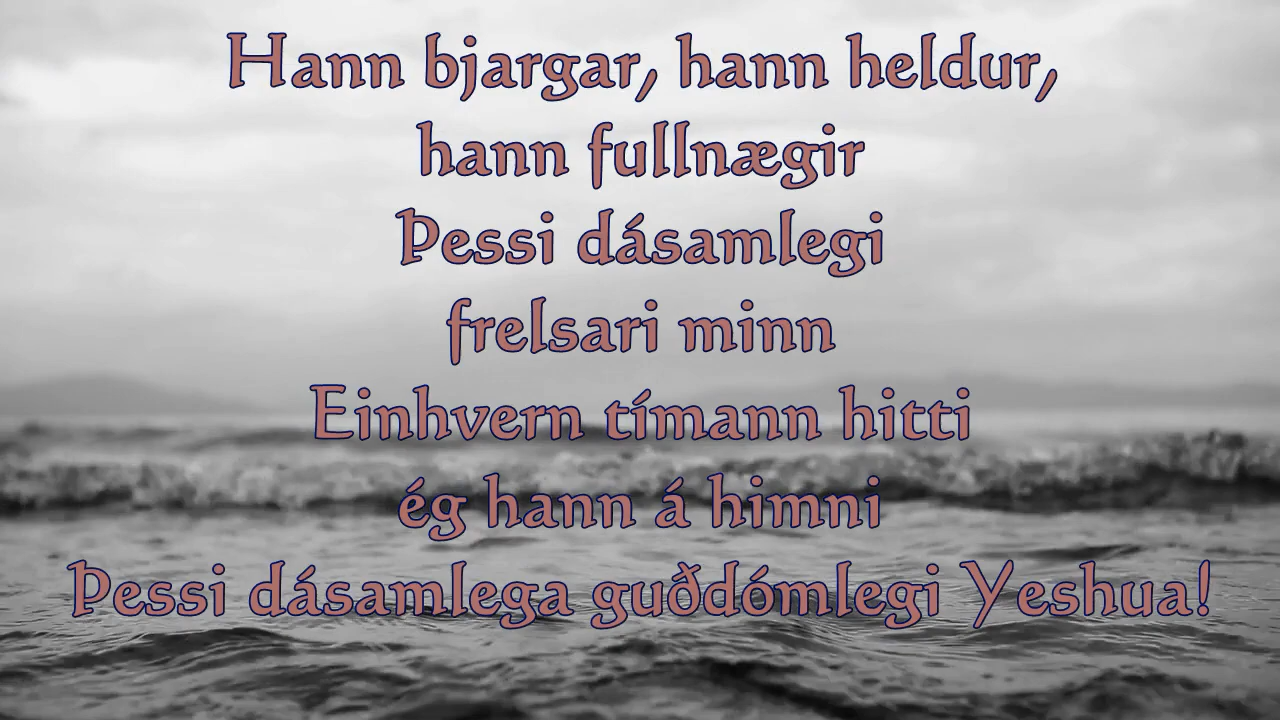 Hann bjargar, hann heldur,
hann fullnægir
Þessi dásamlegi
frelsari minn
Einhvern tímann hitti
ég hann á himni
Þessi dásamlega guðdómlegi Yeshua!